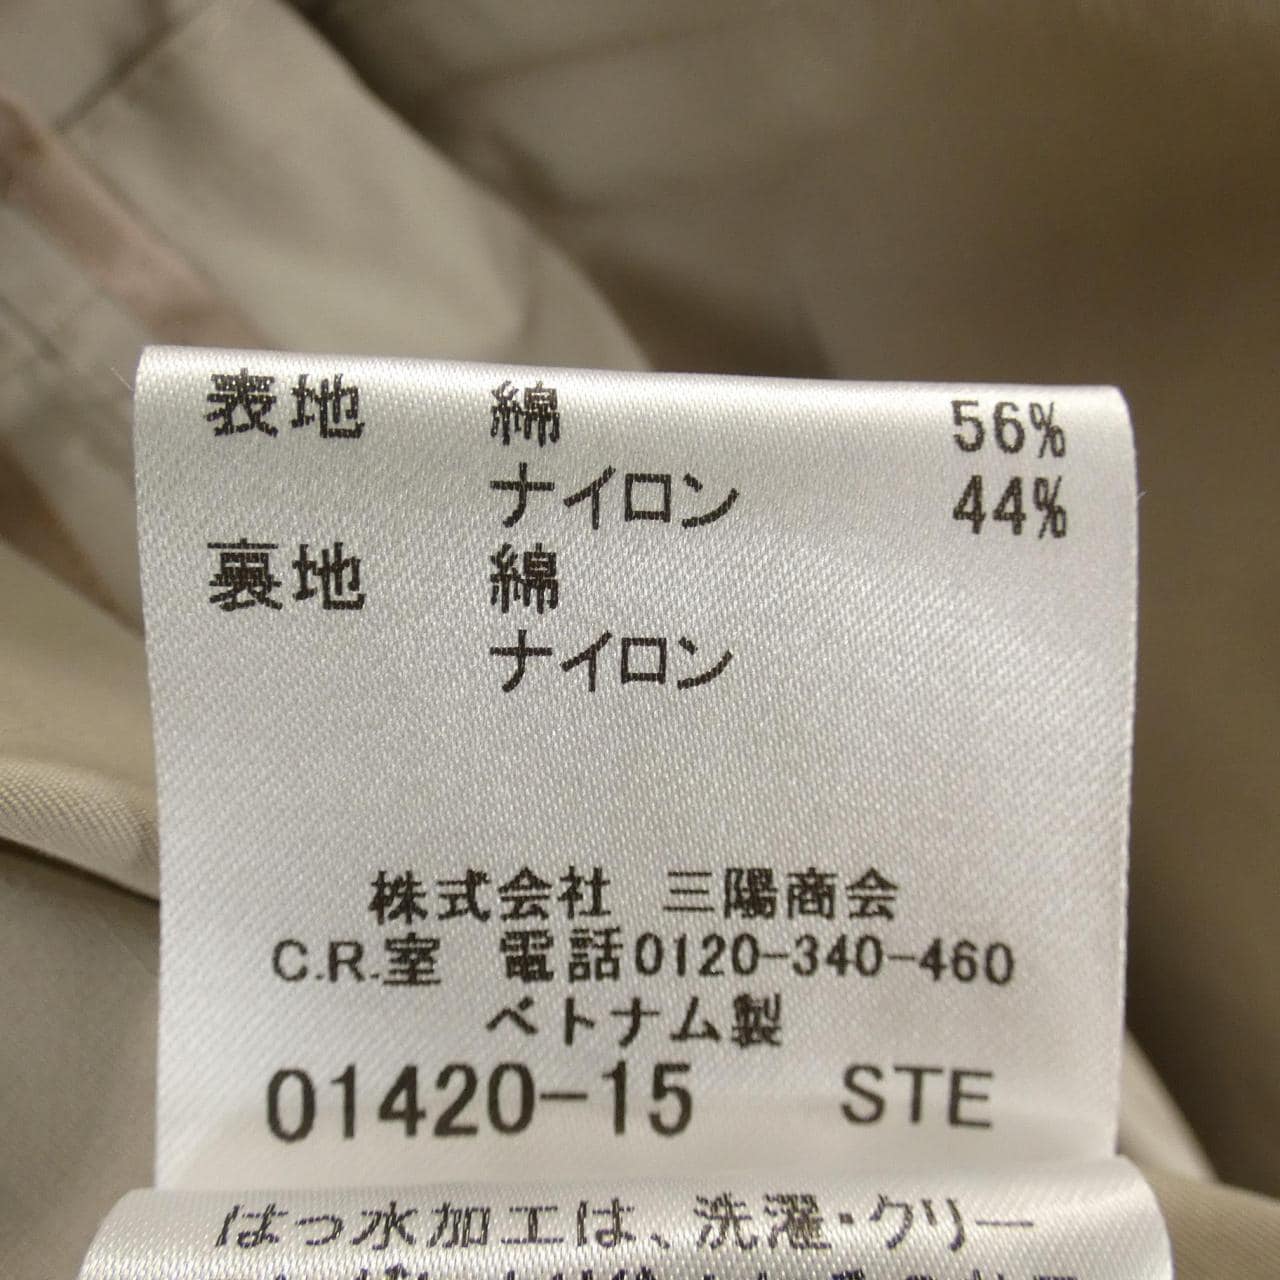 表地 綿 56%
ナイロン 44%
裏地 綿
ナイロン
株式会社 三陽商会
C.R.室 電話0120-340-460
ベトナム製
01420-15 STE
はっ水加工は、洗濯・クリー